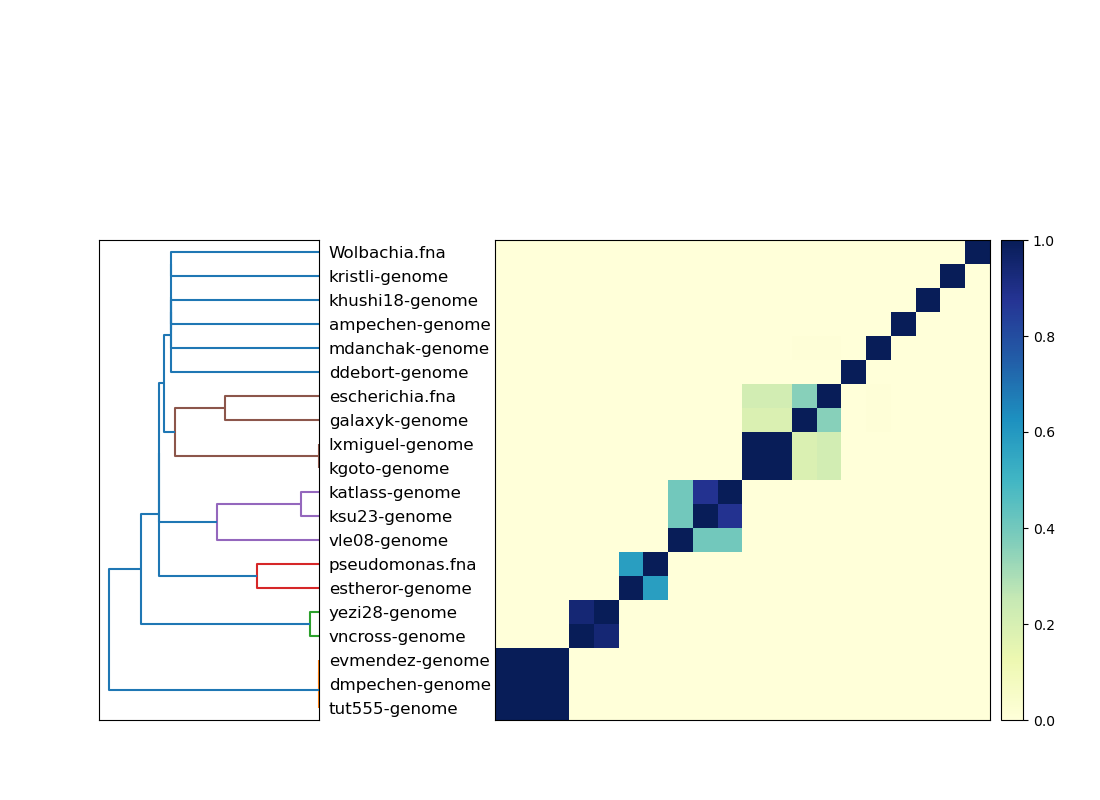 Wolbachia.fna
kristli-genome
khushi18-genome
ampechen-genome
mdanchak-genome
ddebort-genome
escherichia.fna
galaxyk-genome
lxmiguel-genome
kgoto-genome
katlass-genome
ksu23-genome
vle08-genome
pseudomonas.fna
estheror-genome
yezi28-genome
vncross-genome
evmendez-genome
dmpechen-genome
tut555-genome
1.0
0.8
0.6
0.4
0.2
0.0